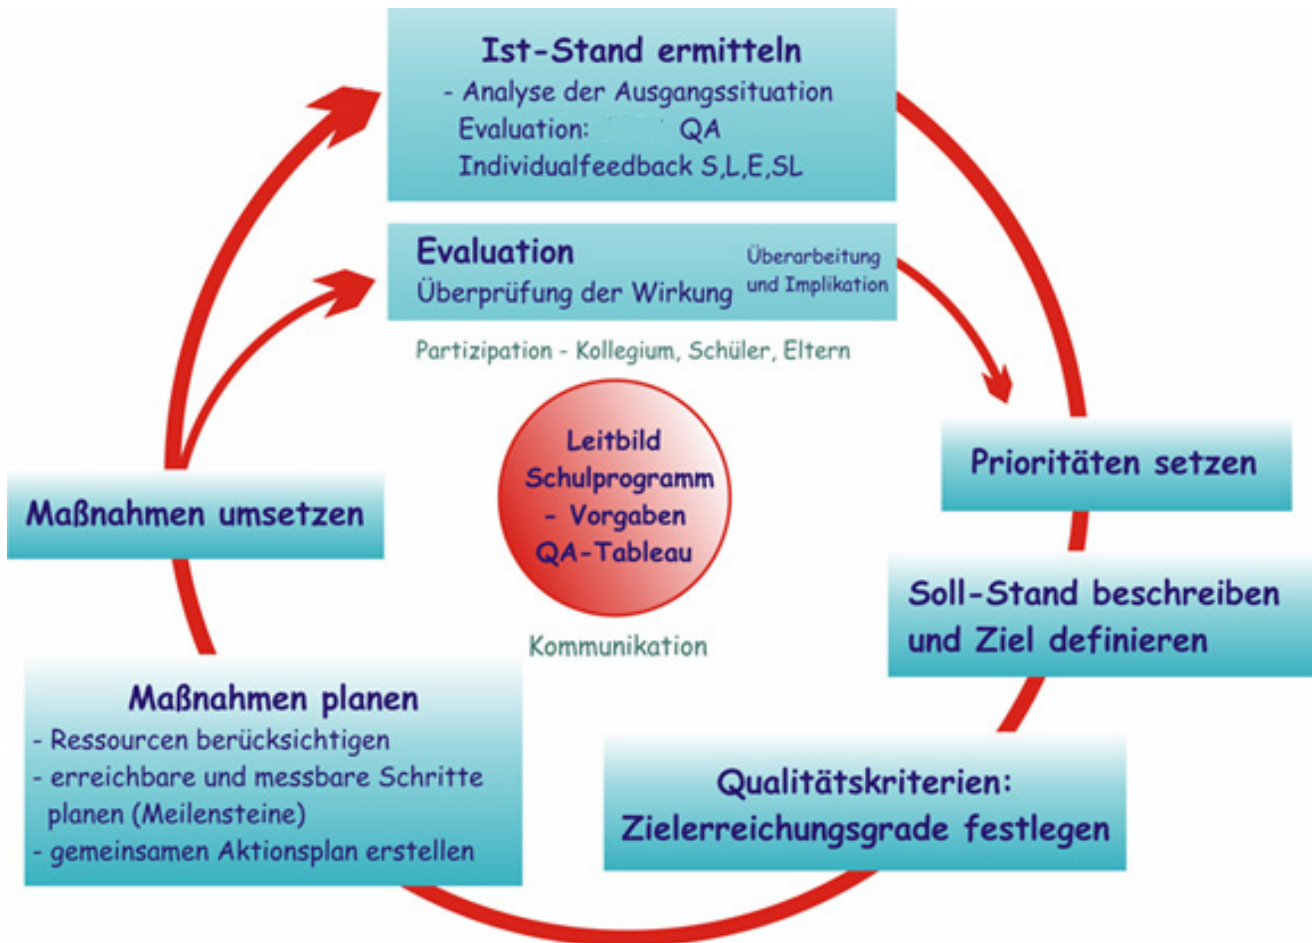 Ist-Stand ermitteln
- Analyse der Ausgangssituation
Evaluation: QA
Individualfeedback S,L,E,SL
Evaluation
Überprüfung der Wirkung
Überarbeitung
und Implikation
Partizipation - Kollegium, Schüler, Eltern
Leitbild
Schulprogramm
- Vorgaben
QA-Tableau
Kommunikation
Prioritäten setzen
Soll-Stand beschreiben
und Ziel definieren
Qualitätskriterien:
Zielerreichungsgrade festlegen
Maßnahmen planen
- Ressourcen berücksichtigen
- erreichbare und messbare Schritte
planen (Meilensteine)
- gemeinsamen Aktionsplan erstellen
Maßnahmen umsetzen